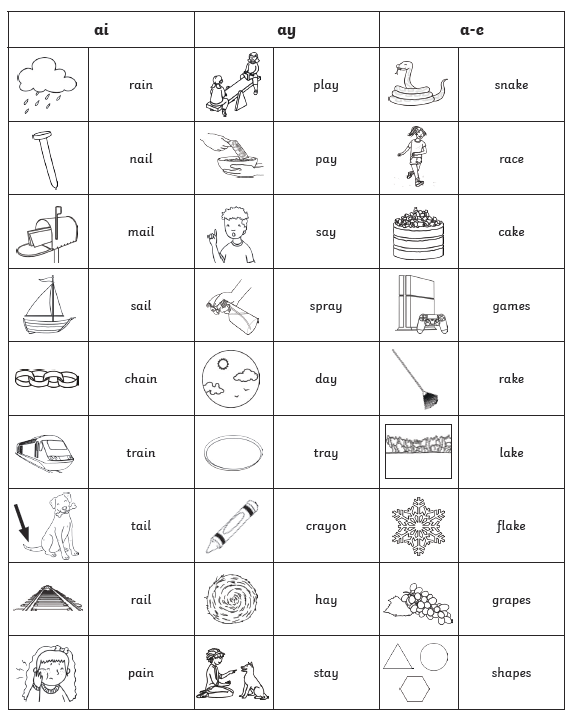 ai ay a-e
rain play snake
nail pay race
mail say cake
sail spray games
chain day rake
train tray lake
tail crayon flake
rail hay grapes
pain stay shapes